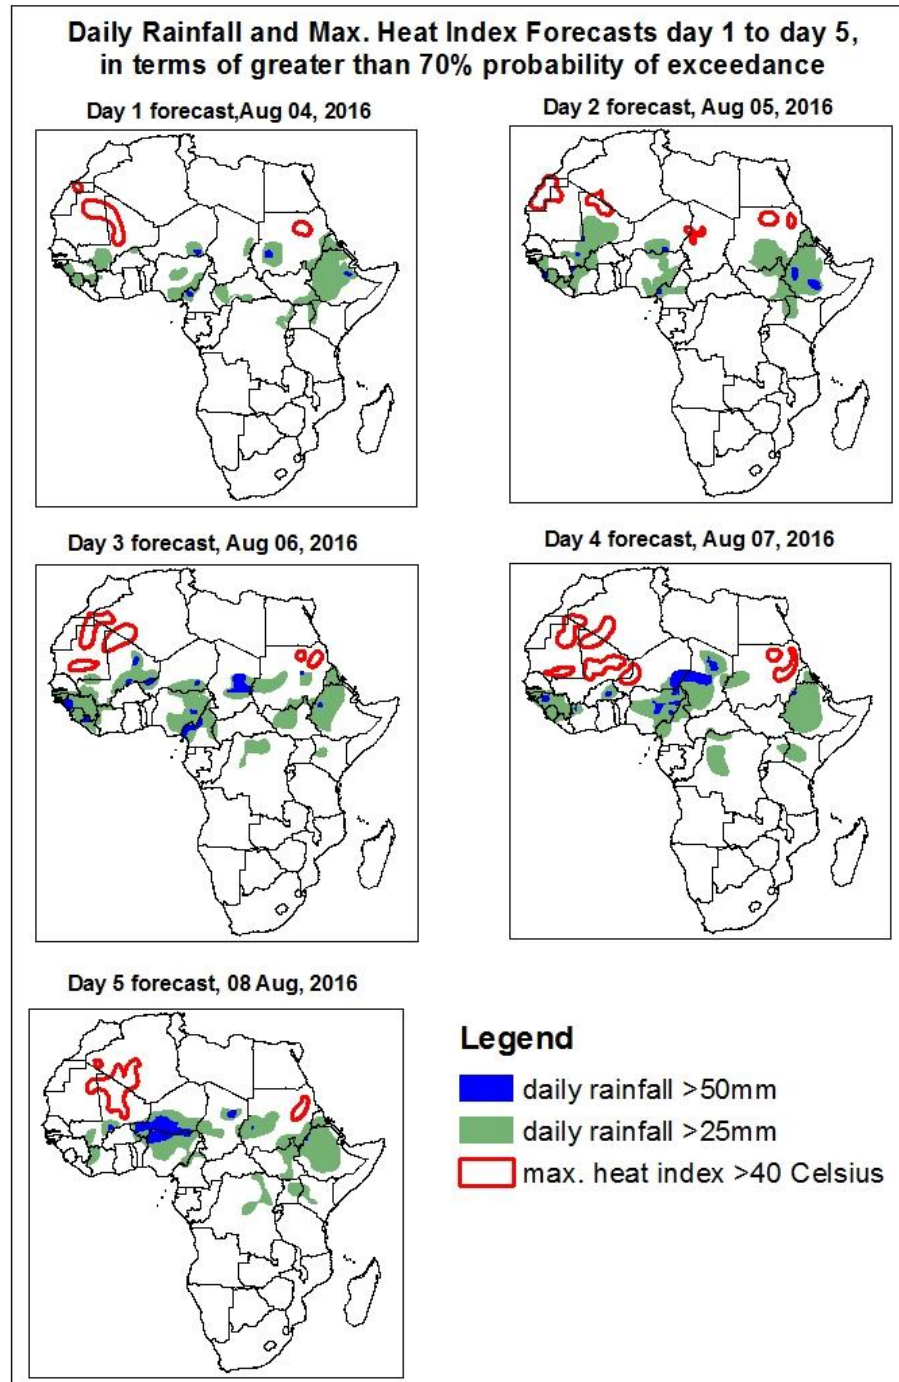 Daily Rainfall and Max. Heat Index Forecasts day 1 to day 5,
in terms of greater than 70% probability of exceedance
Day 1 forecast,Aug 04, 2016
Day 2 forecast, Aug 05, 2016
Day 3 forecast, Aug 06, 2016
Day 4 forecast, Aug 07, 2016
Day 5 forecast, 08 Aug, 2016
Legend
daily rainfall >50mm
daily rainfall >25mm
max. heat index >40 Celsius